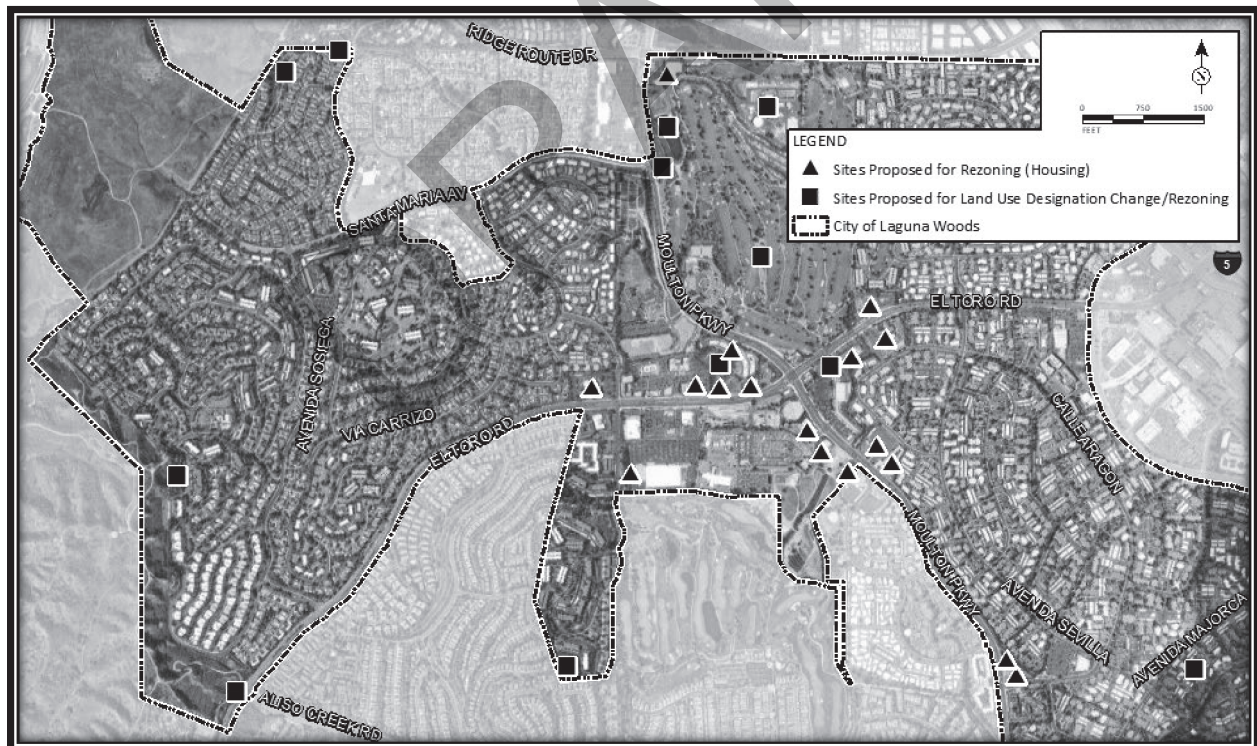 RIDGE ROUTE DR
0 750 1500
FEET
LEGEND
Sites Proposed for Rezoning (Housing)
Sites Proposed for Land Use Designation Change/Rezoning
City of Laguna Woods
SANTA MARIA AV
MOULTON PKWY
5
EL TORO RD
AVENIDA SOSIEGA
VIA CARRIZO
EL TORO RD
CALLE ARAGON
MOULTON PKWY
AVENIDA SEVILLA
AVENIDA MAJORCA
ALISO CREEK RD